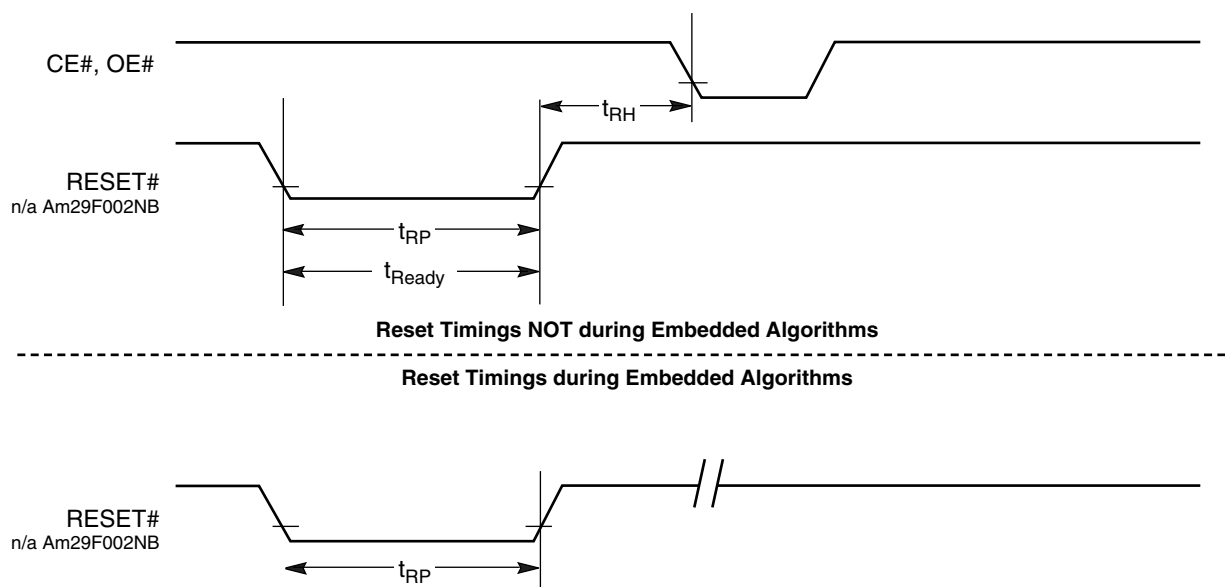 CE#, OE#
tRH
RESET#
n/a Am29F002NB
tRP
tReady
Reset Timings NOT during Embedded Algorithms
Reset Timings during Embedded Algorithms
RESET#
n/a Am29F002NB
tRP